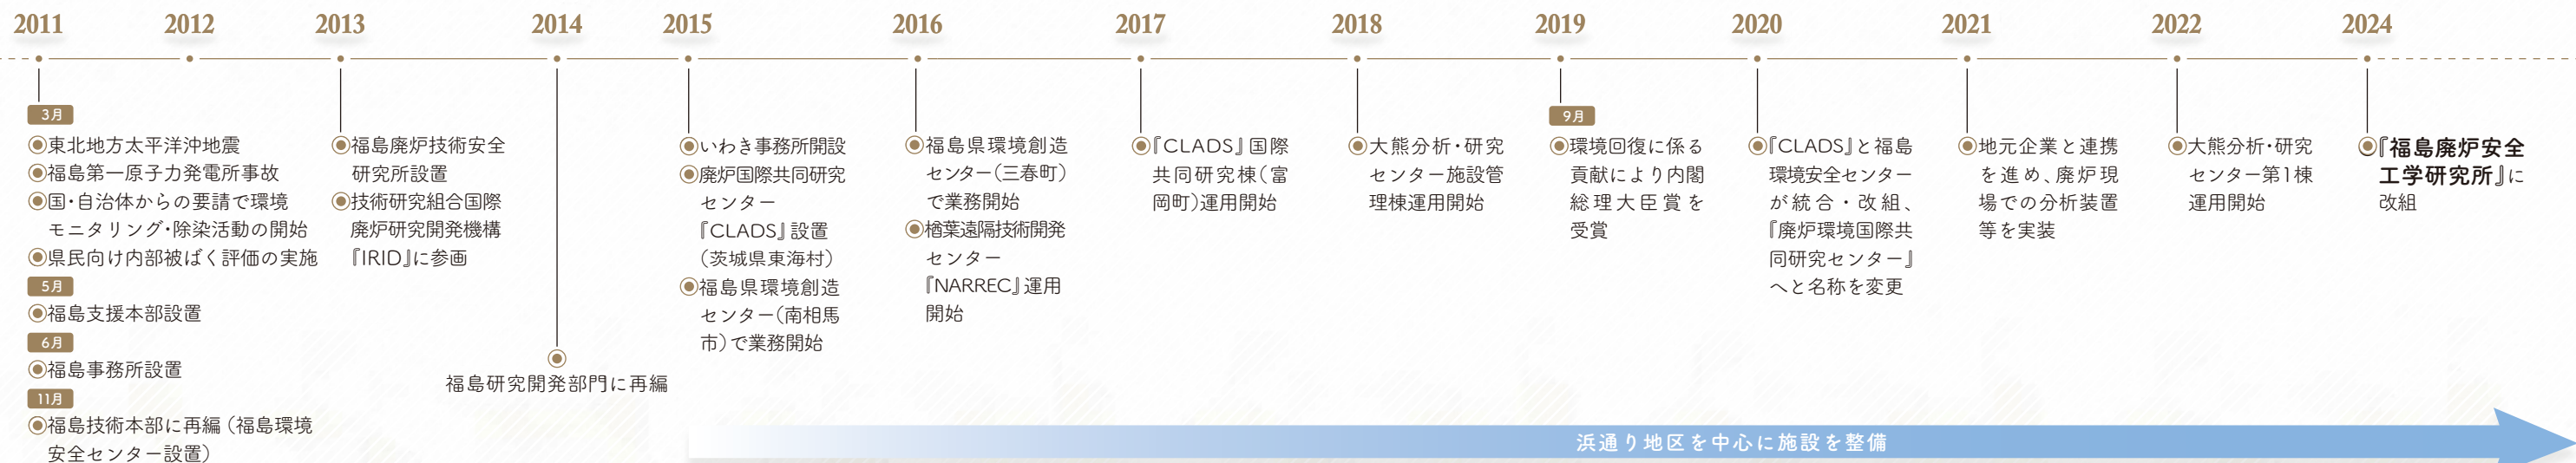 2011
3月
◉東北地方太平洋沖地震
◉福島第一原子力発電所事故
◉国・自治体からの要請で環境
モニタリング・除染活動の開始
◉県民向け内部被ばく評価の実施
5月
◉福島支援本部設置
6月
◉福島事務所設置
11月
◉福島技術本部に再編（福島環境
安全センター設置）
2012
2013
◉福島廃炉技術安全
研究所設置
◉技術研究組合国際
廃炉研究開発機構
『IRID』に参画
2014
◉
福島研究開発部門に再編
2015
◉いわき事務所開設
◉廃炉国際共同研究
センター
『CLADS』設置
（茨城県東海村）
◉福島県環境創造
センター（南相馬
市）で業務開始
2016
◉福島県環境創造
センター（三春町）
で業務開始
◉楢葉遠隔技術開発
センター
『NARREC』運用
開始
2017
◉『CLADS』国際
共同研究棟（富
岡町）運用開始
2018
◉大熊分析・研究
センター施設管
理棟運用開始
2019
9月
◉環境回復に係る
貢献により内閣
総理大臣賞を
受賞
2020
◉『CLADS』と福島
環境安全センター
が統合・改組、
『廃炉環境国際共
同研究センター』
へと名称を変更
2021
◉地元企業と連携
を進め、廃炉現
場での分析装置
等を実装
2022
◉大熊分析・研究
センター第1棟
運用開始
2024
◉『福島廃炉安全
工学研究所』に
改組
浜通り地区を中心に施設を整備